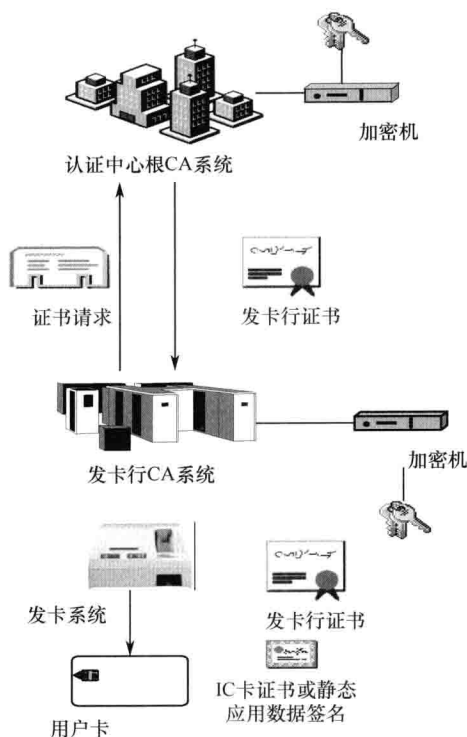 加密机
认证中心根CA系统
证书请求
发卡行证书
加密机
发卡行CA系统
发卡系统
发卡行证书
IC卡证书或静态
应用数据签名
用户卡